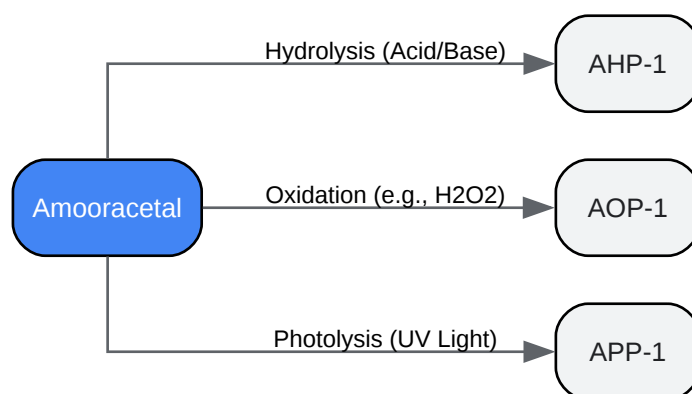 Hydrolysis (Acid/Base)
AHP-1
Amooracetal
Oxidation (e.g., H2O2)
AOP-1
Photolysis (UV Light)
APP-1